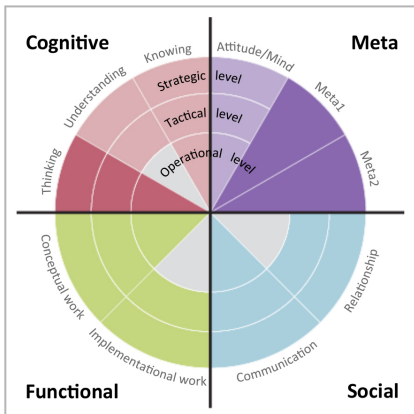 Cognitive
Meta
Knowing
Attitude/Mind
Understanding
Strategic level
Meta1
Tactical level
Operational level
Thinking
Meta2
Conceptual work
Relationship
Implementational work
Communication
Functional
Social